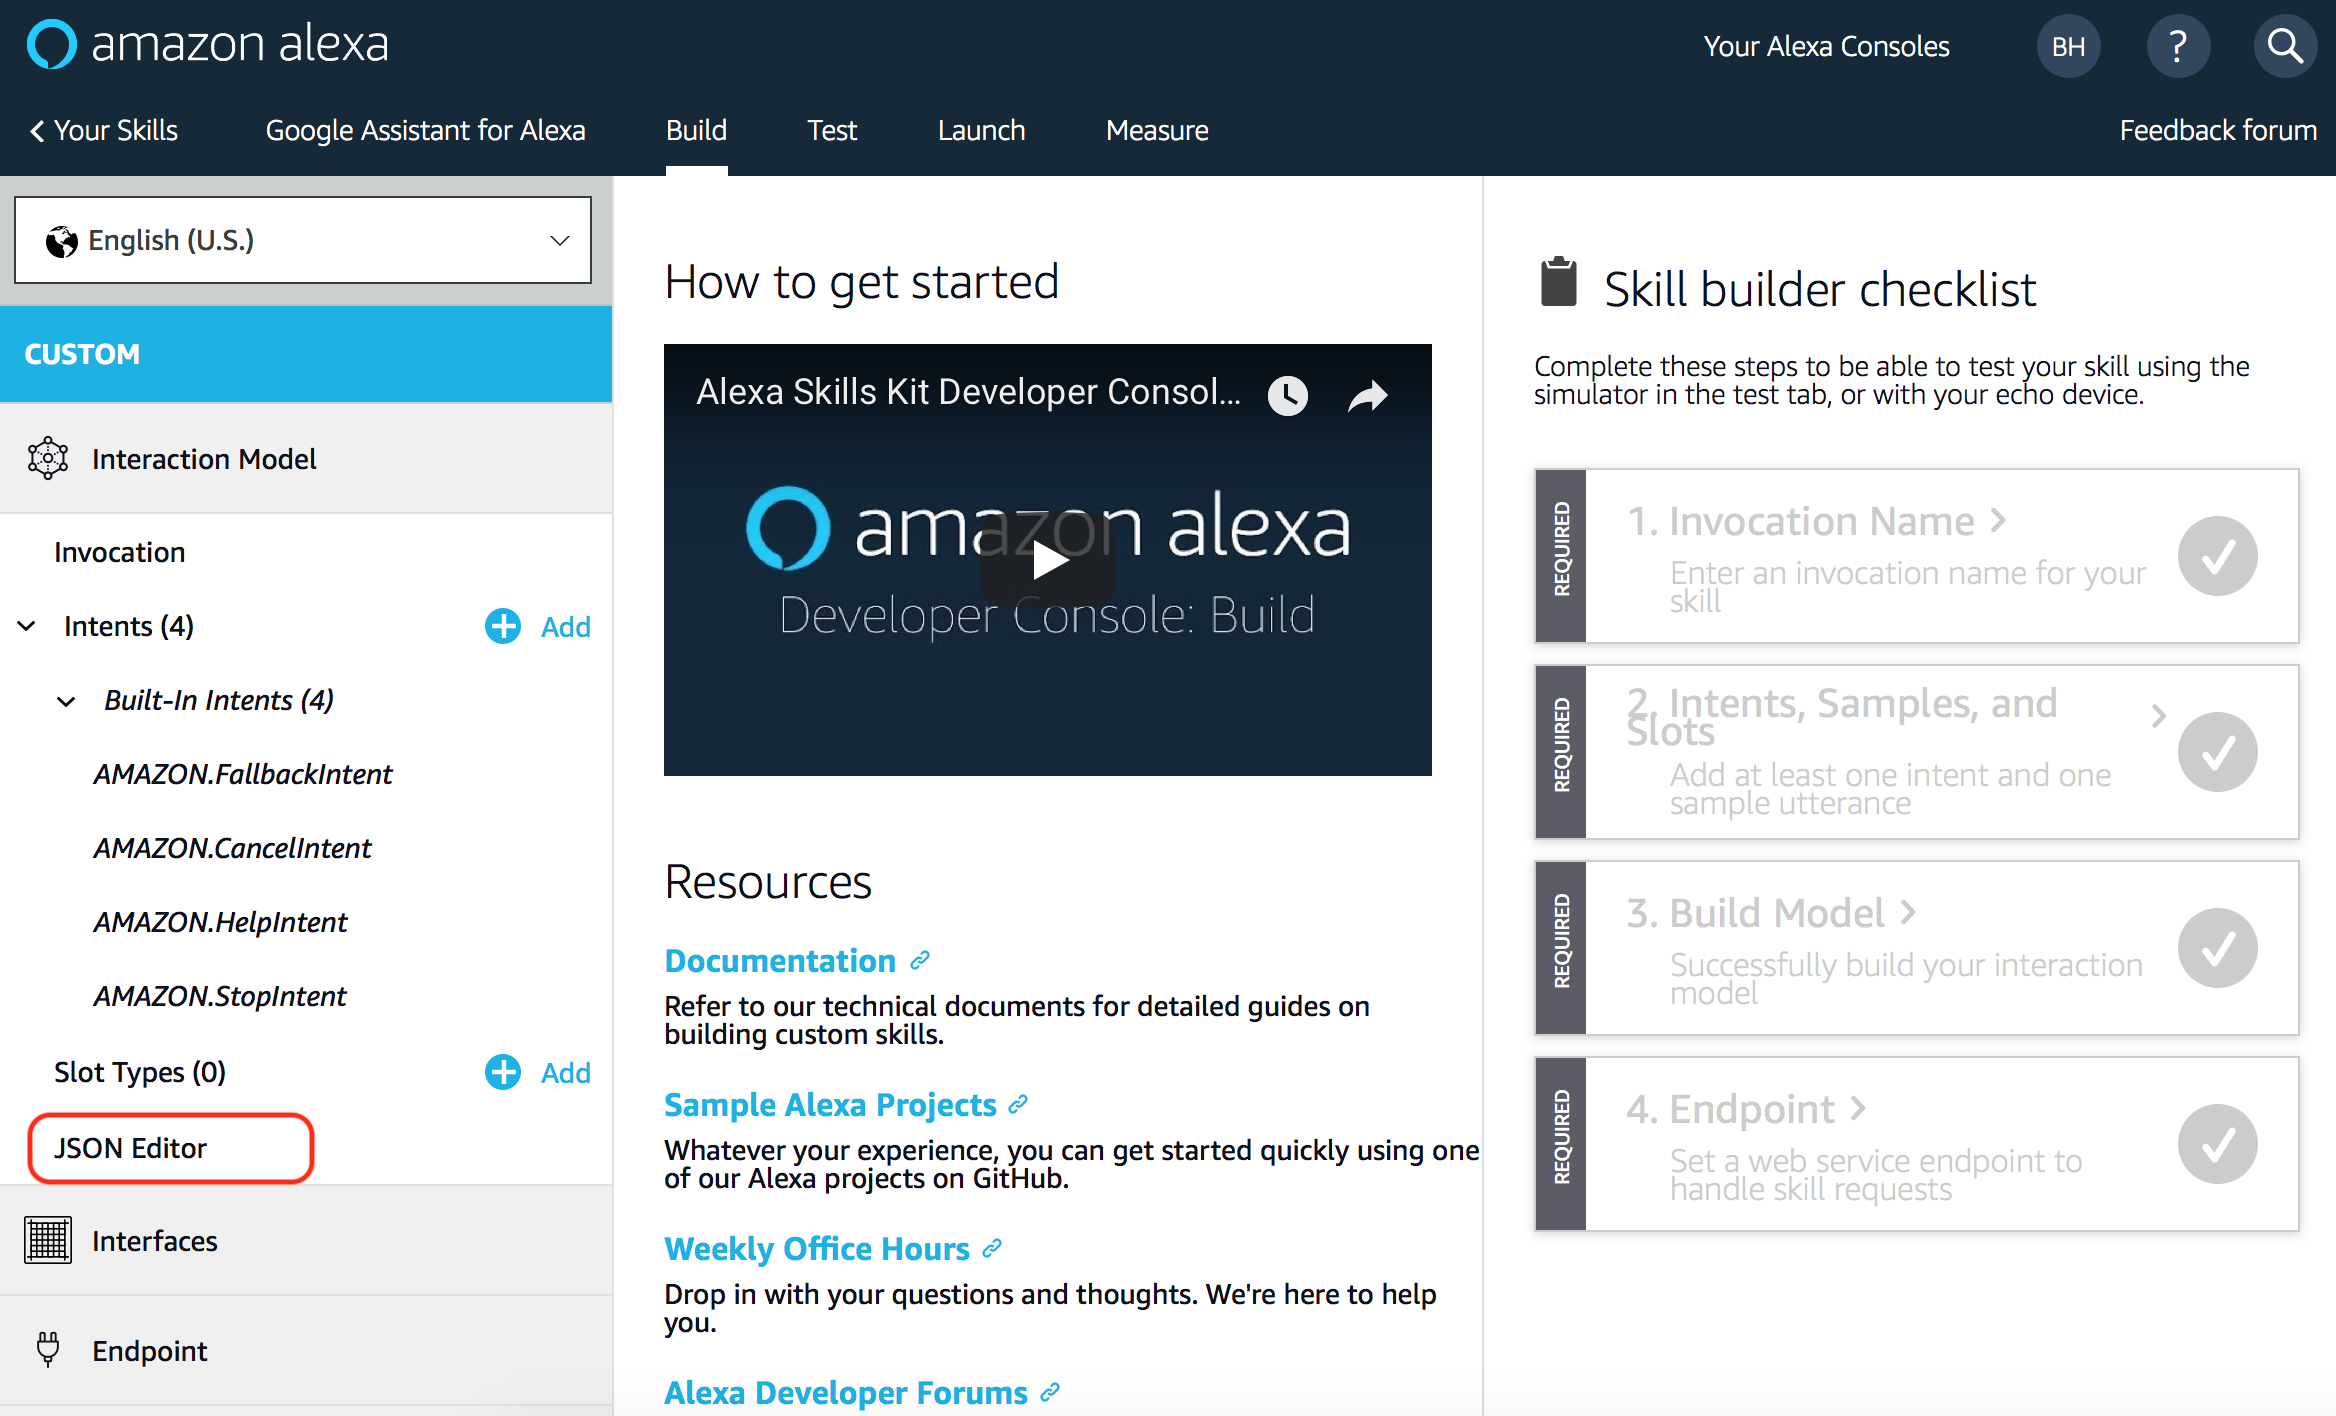 amazon alexa
Your Alexa Consoles
BH
?
Your Skills
Google Assistant for Alexa
Build
Test
Launch
Measure
Feedback forum
English (U.S.)
CUSTOM
Interaction Model
Invocation
Intents (4)
Add
Built-In Intents (4)
AMAZON.FallbackIntent
AMAZON.CancelIntent
AMAZON.HelpIntent
AMAZON.StopIntent
Slot Types (0)
Add
JSON Editor
Interfaces
Endpoint
How to get started
Alexa Skills Kit Developer Consol...
amazon alexa
Developer Console: Build
Resources
Documentation
Refer to our technical documents for detailed guides on
building custom skills.
Sample Alexa Projects
Whatever your experience, you can get started quickly using one
of our Alexa projects on GitHub.
Weekly Office Hours
Drop in with your questions and thoughts. We're here to help
you.
Alexa Developer Forums
Skill builder checklist
Complete these steps to be able to test your skill using the
simulator in the test tab, or with your echo device.
REQUIRED
1. Invocation Name
Enter an invocation name for your
skill
REQUIRED
2. Intents, Samples, and
Slots
Add at least one intent and one
sample utterance
REQUIRED
3. Build Model
Successfully build your interaction
model
REQUIRED
4. Endpoint
Set a web service endpoint to
handle skill requests